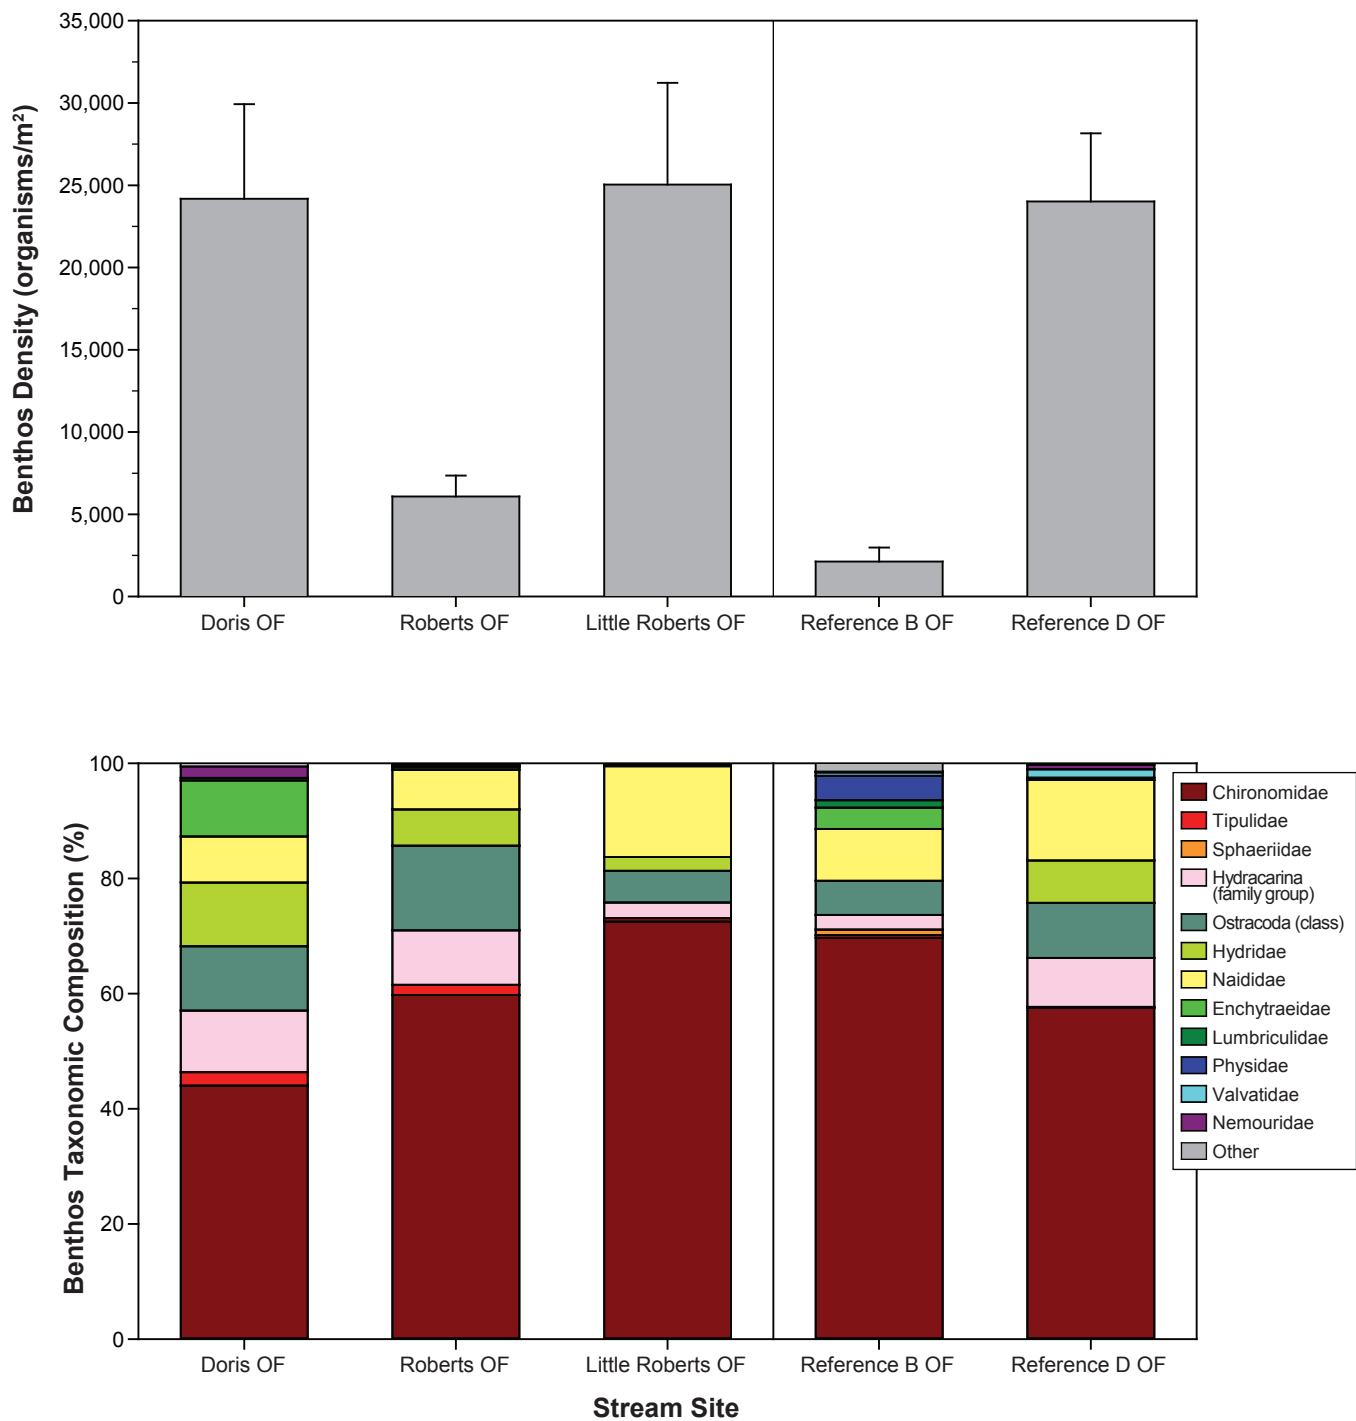 35,000
30,000
25,000
20,000
15,000
10,000
5,000
0
Benthos Density (organisms/m²)
Doris OF
Roberts OF
Little Roberts OF
Reference B OF
Reference D OF
100
80
60
40
20
0
Benthos Taxonomic Composition (%)
Chironomidae
Tipulidae
Sphaeriidae
Hydracarina
(family group)
Ostracoda (class)
Hydridae
Naididae
Enchytraeidae
Lumbriculidae
Physidae
Valvatidae
Nemouridae
Other
Doris OF
Roberts OF
Little Roberts OF
Reference B OF
Reference D OF
Stream Site